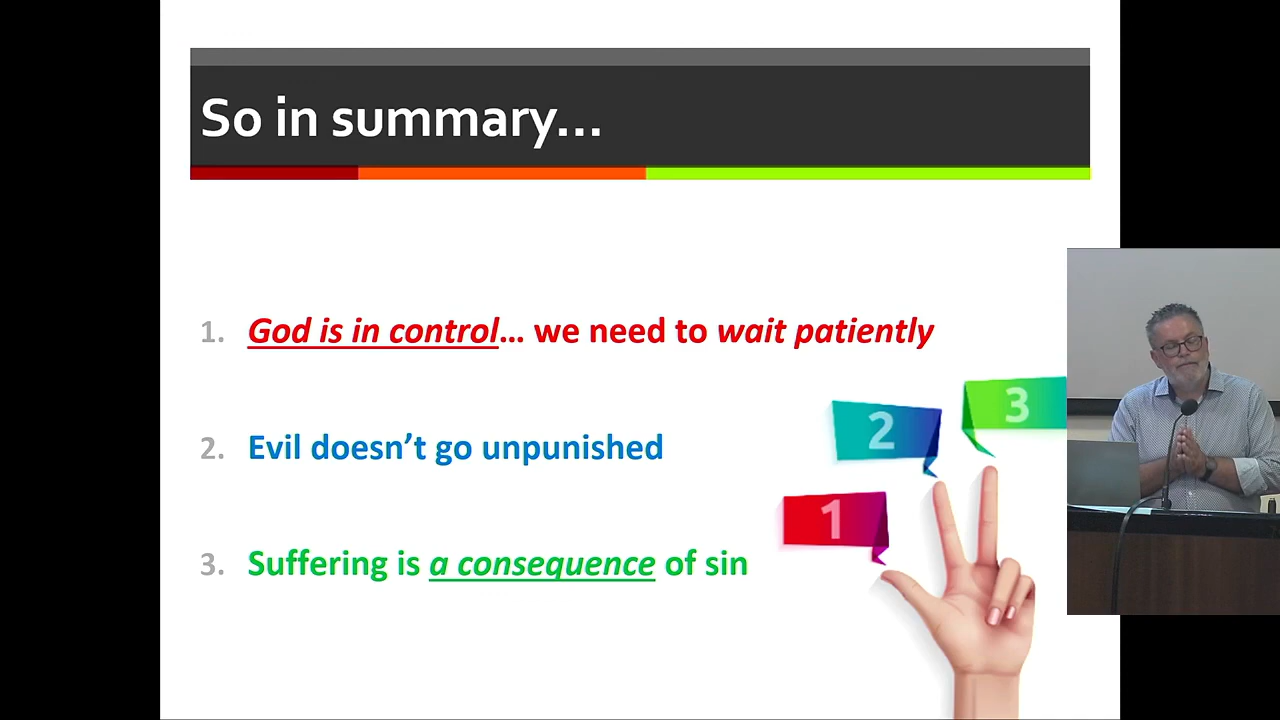 So in summary...
1. God is in control... we need to wait patiently
2. Evil doesn't go unpunished
3. Suffering is a consequence of sin
1
2
3